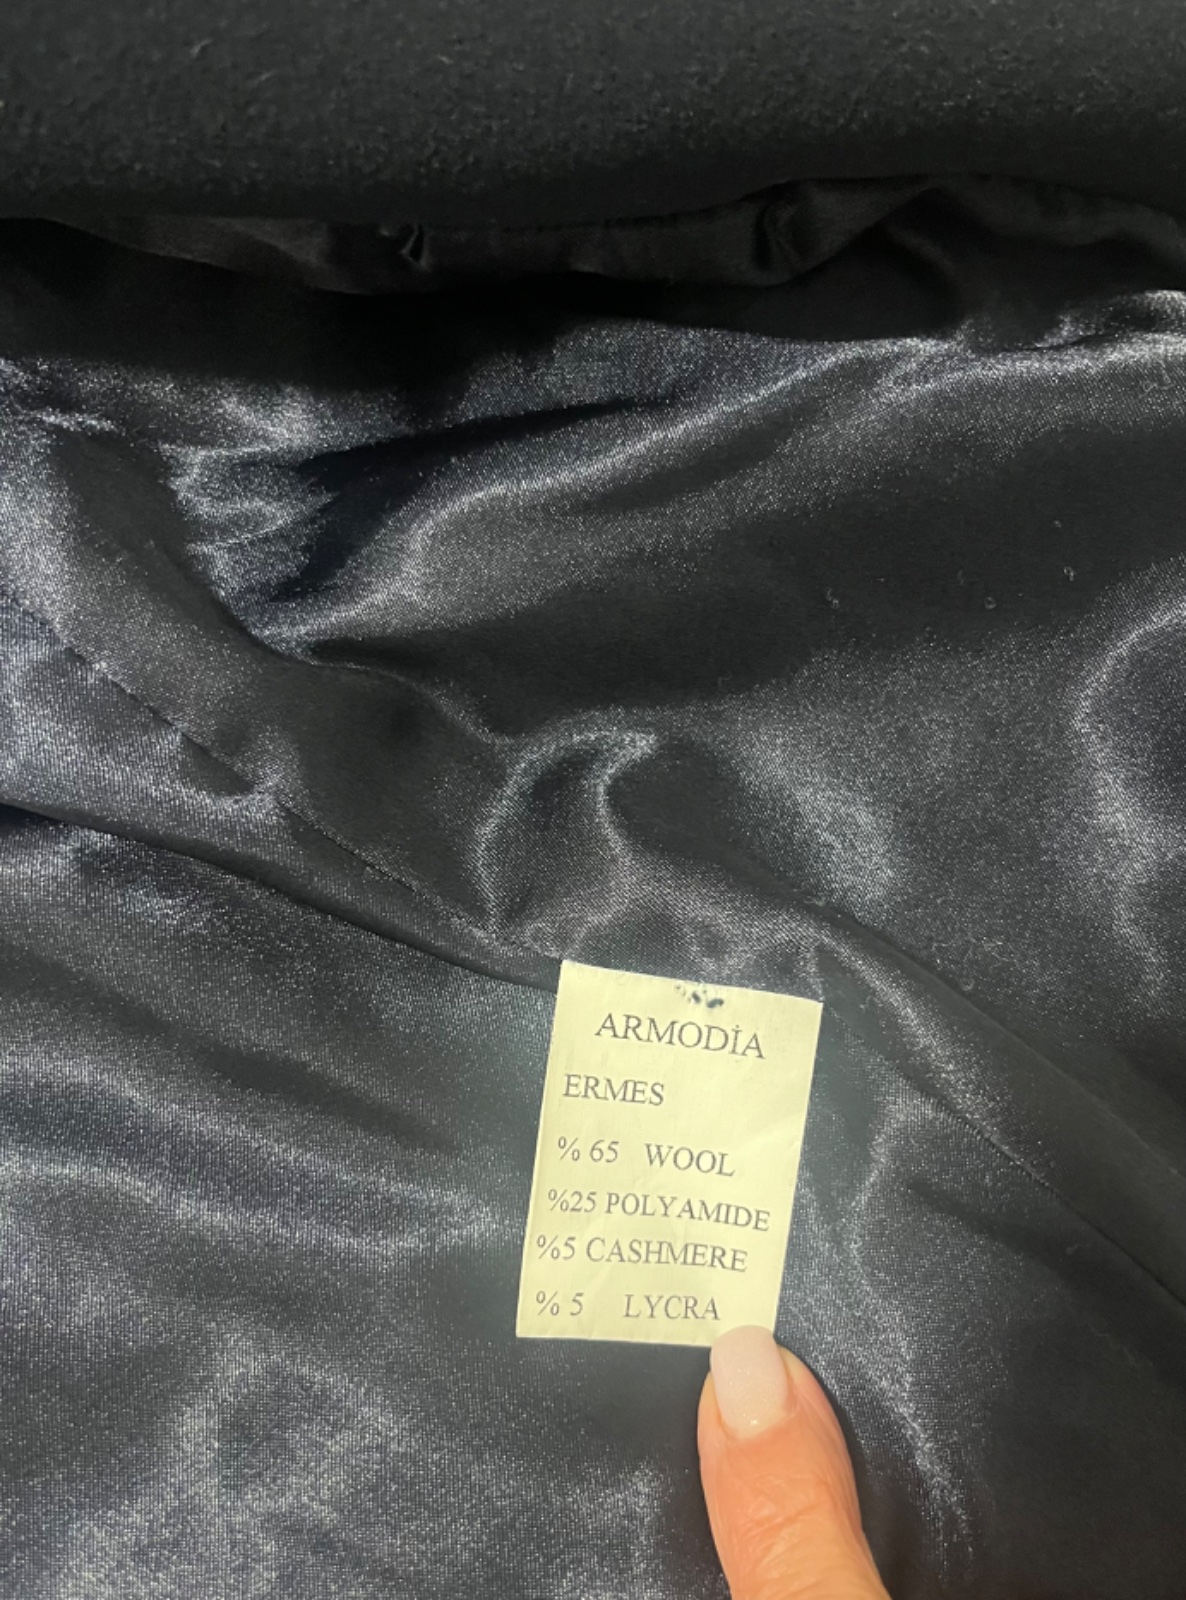 ARMODİA
ERMES
% 65 WOOL
%25 POLYAMIDE
%5 CASHMERE
% 5 LYCRA